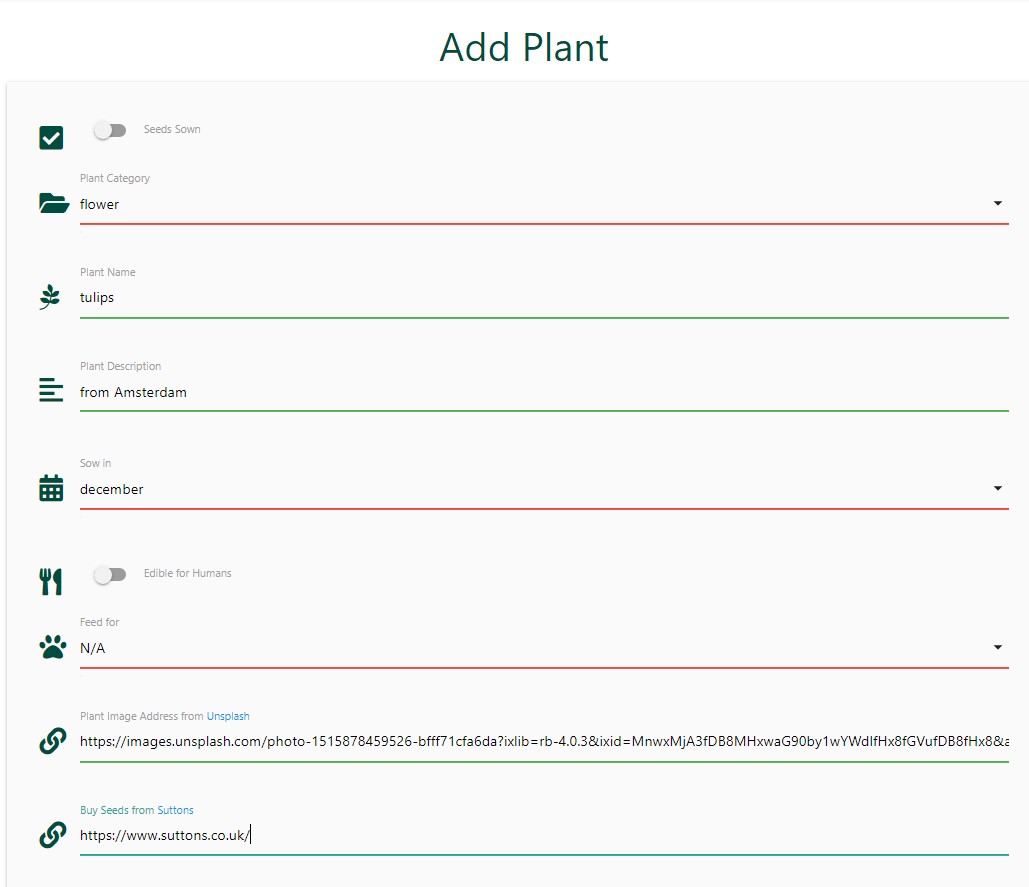 Add Plant
Seeds Sown
Plant Category
flower
Plant Name
tulips
Plant Description
from Amsterdam
Sow in
december
Edible for Humans
Feed for
N/A
Plant Image Address from Unsplash
https://images.unsplash.com/photo-1515878459526-bfff71cfa6da?ixlib=rb-4.0.3&ixid=MnwxMjA3fDB8MHxwaG90by1wYWdlfHx8fGVufDB8fHx8&a
Buy Seeds from Suttons
https://www.suttons.co.uk/